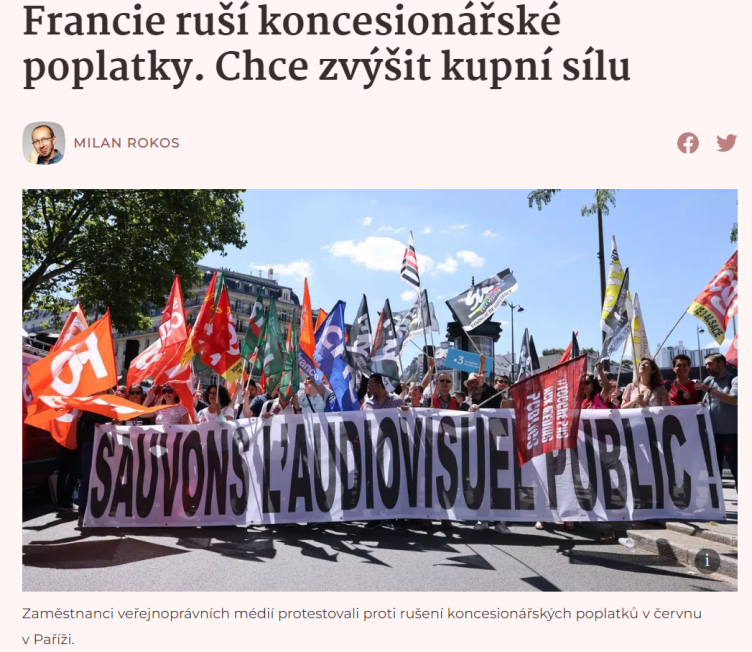 Francie ruší koncesionářské
poplatky. Chce zvýšit kupní sílu
MILAN ROKOS
FO
SAUVONS L'AUDIOVISUEL PUBLIC !
i
Zaměstnanci veřejnoprávních médií protestovali proti rušení koncesionářských poplatků v červnu
v Paříži.